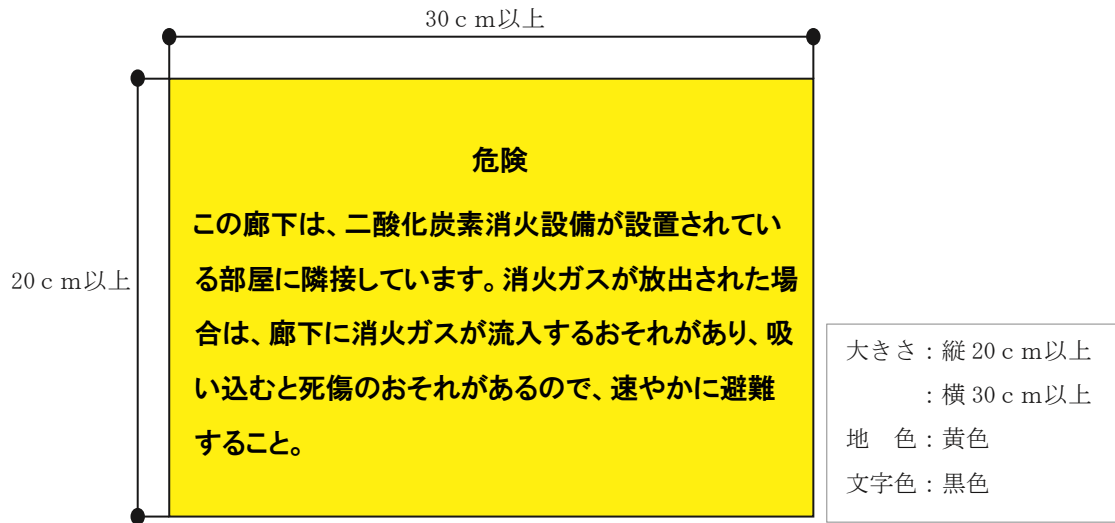 30ｃｍ以上
20ｃｍ以上
危険
この廊下は、二酸化炭素消火設備が設置されてい
る部屋に隣接しています。消火ガスが放出された場
合は、廊下に消火ガスが流入するおそれがあり、吸
い込むと死傷のおそれがあるので、速やかに避難
すること。
大きさ：縦 20ｃｍ以上
：横 30ｃｍ以上
地　色：黄色
文字色：黒色